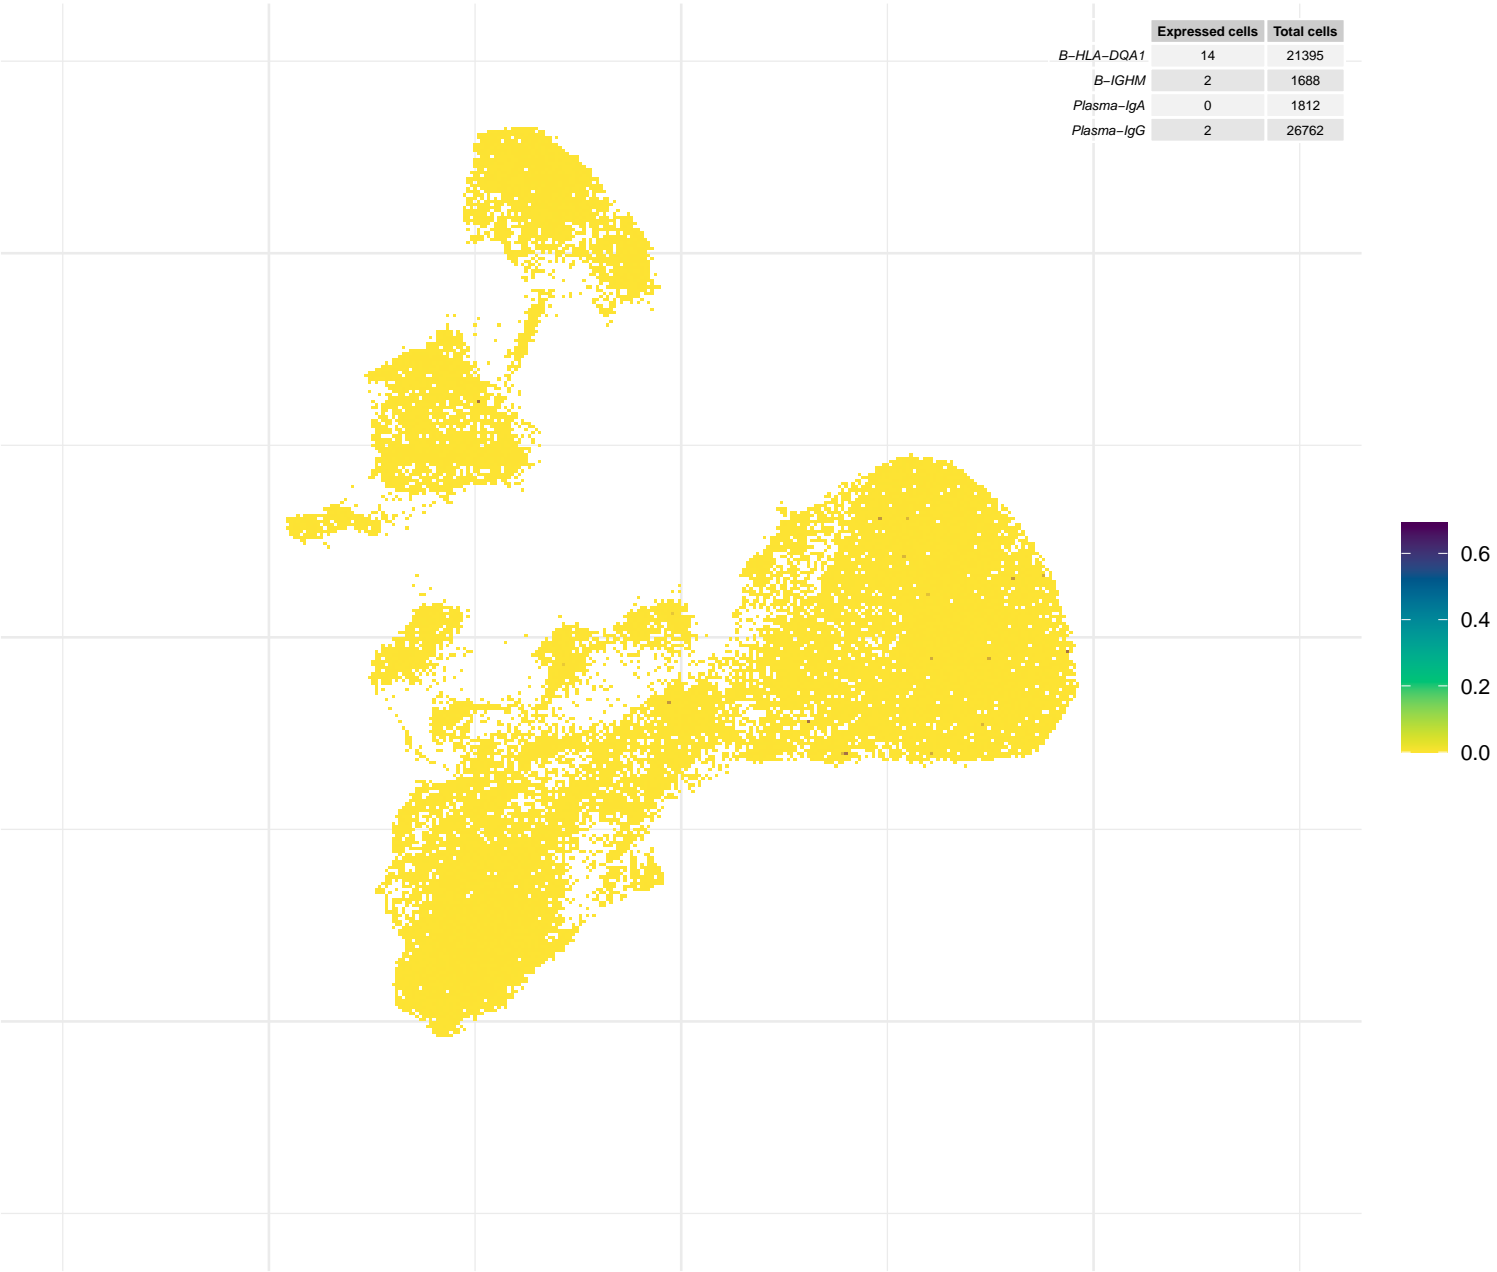 Expressed cells Total cells
B−HLA−DQA1 14 21395
B−IGHM 2 1688
Plasma−IgA 0 1812
Plasma−IgG 2 26762
0.6
0.4
0.2
0.0